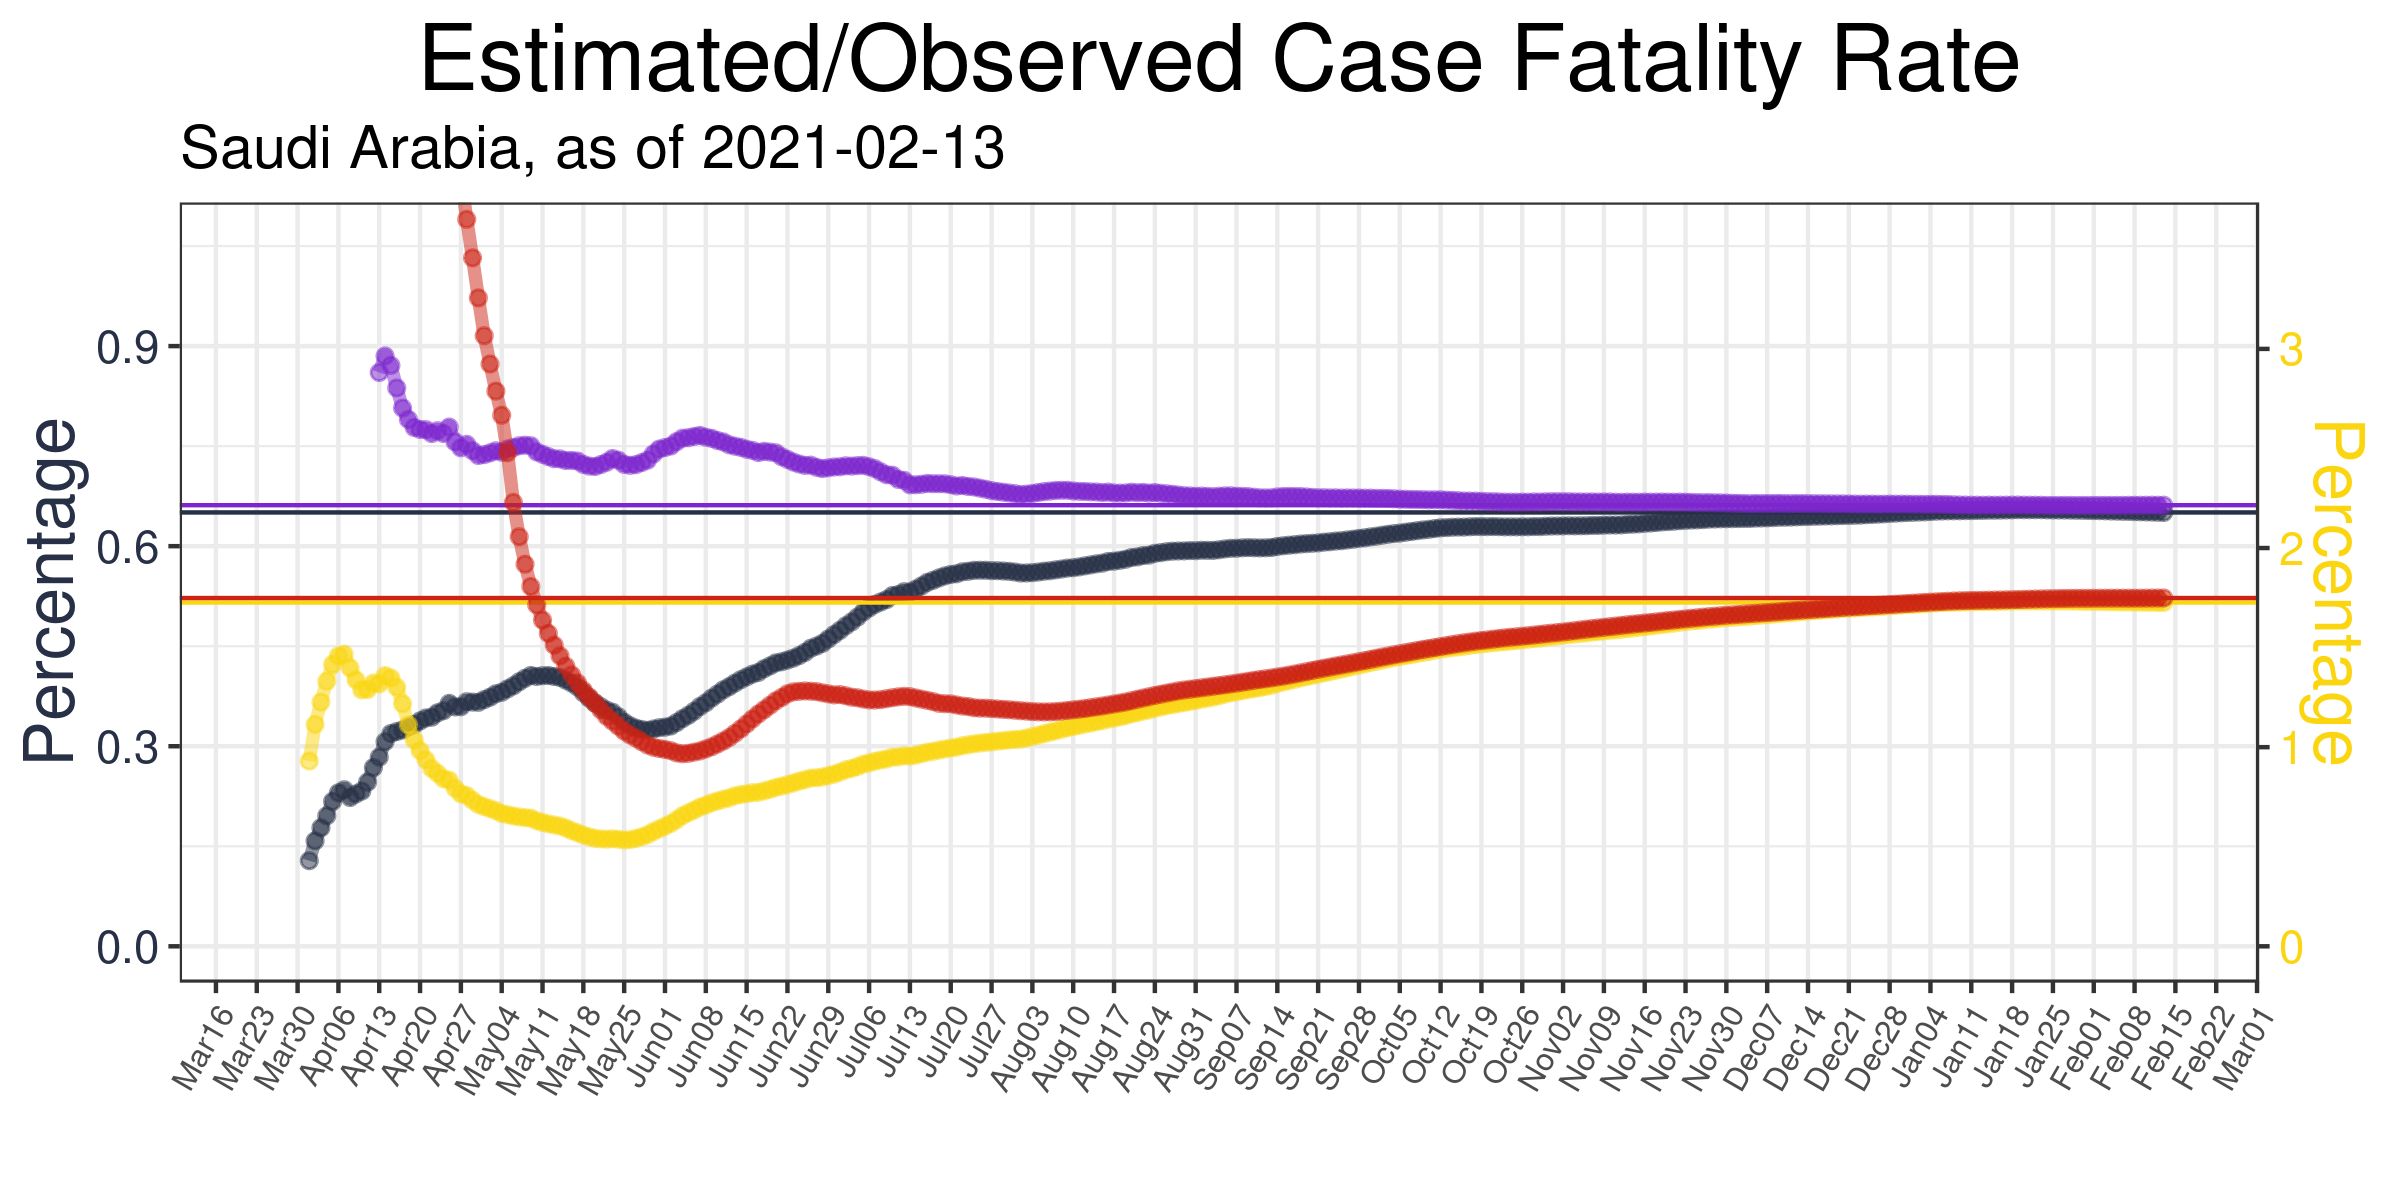 Estimated/Observed Case Fatality Rate
Saudi Arabia, as of 2021-02-13
Percentage
0.9
0.6
0.3
0.0
3
2
1
0
Percentage
Mar16
Mar23
Mar30
Apr06
Apr13
Apr20
Apr27
May04
May11
May18
May25
Jun01
Jun08
Jun15
Jun22
Jun29
Jul06
Jul13
Jul20
Jul27
Aug03
Aug10
Aug17
Aug24
Aug31
Sep07
Sep14
Sep21
Sep28
Oct05
Oct12
Oct19
Oct26
Nov02
Nov09
Nov16
Nov23
Nov30
Dec07
Dec14
Dec21
Dec28
Jan04
Jan11
Jan18
Jan25
Feb01
Feb08
Feb15
Feb22
Mar01